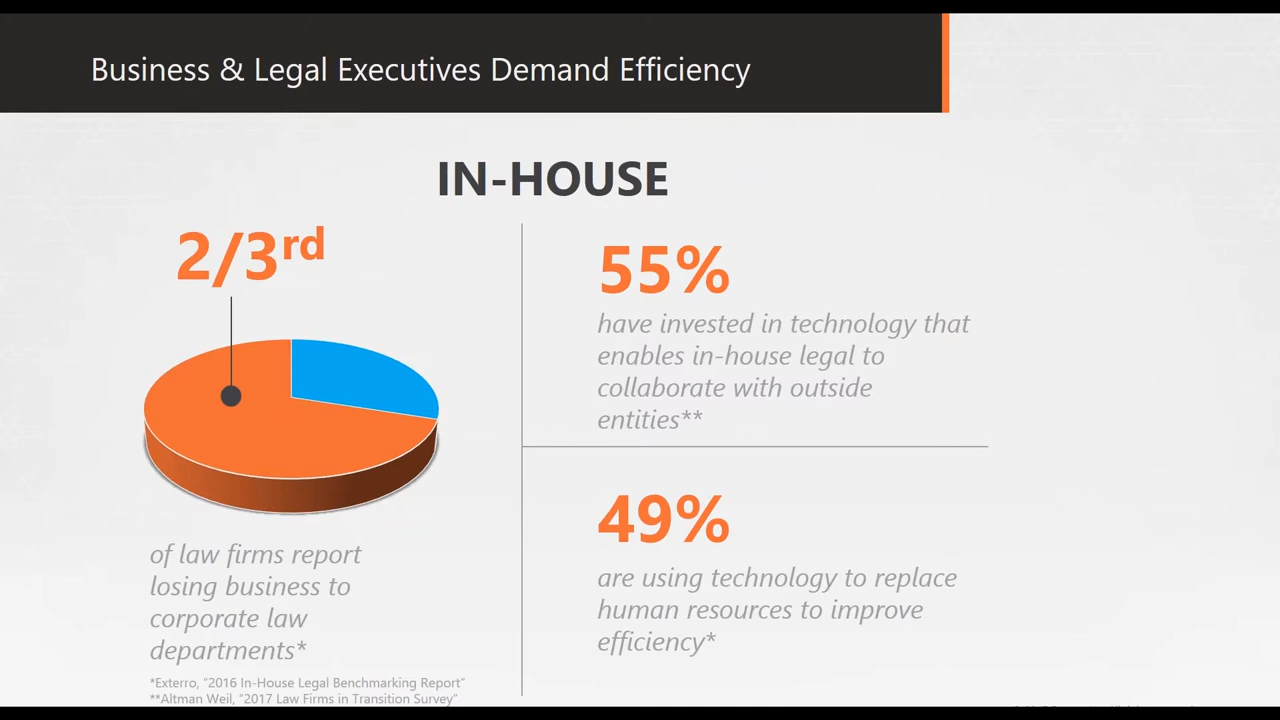 Business & Legal Executives Demand Efficiency
IN-HOUSE
2/3rd
of law firms report
losing business to
corporate law
departments*
*Exterro, "2016 In-House Legal Benchmarking Report"
**Altman Weil, "2017 Law Firms in Transition Survey"
55%
have invested in technology that
enables in-house legal to
collaborate with outside
entities**
49%
are using technology to replace
human resources to improve
efficiency*